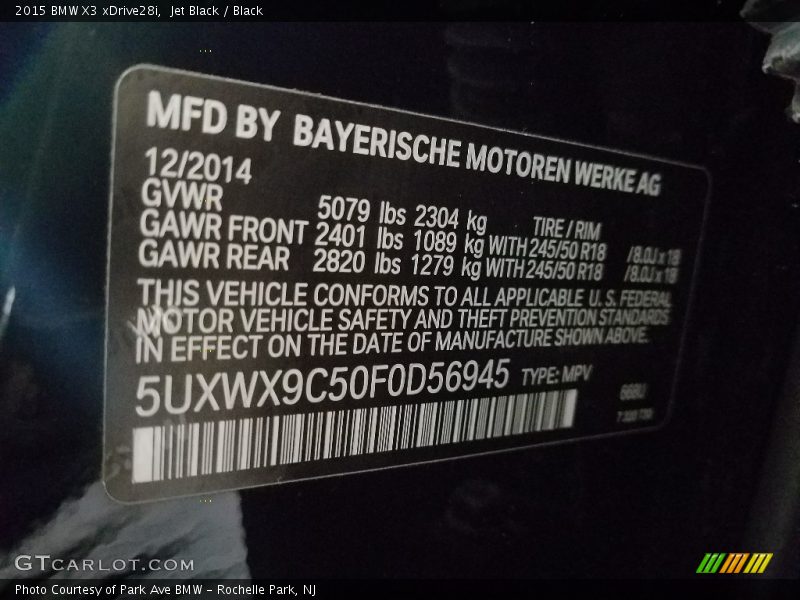 2015 BMW X3 xDrive28i, Jet Black / Black
MFD BY BAYERISCHE MOTOREN WERKE AG
12/2014
GVWR 5079 lbs 2304 kg TIRE / RIM
GAWR FRONT 2401 lbs 1089 kg WITH 245/50 R18 /8.0J x 18
GAWR REAR 2820 lbs 1279 kg WITH 245/50 R18 /8.0J x 18
THIS VEHICLE CONFORMS TO ALL APPLICABLE U.S. FEDERAL
MOTOR VEHICLE SAFETY AND THEFT PREVENTION STANDARDS
IN EFFECT ON THE DATE OF MANUFACTURE SHOWN ABOVE.
5UXWX9C50F0D56945 TYPE: MPV
GTCARLOT.COM
Photo Courtesy of Park Ave BMW - Rochelle Park, NJ